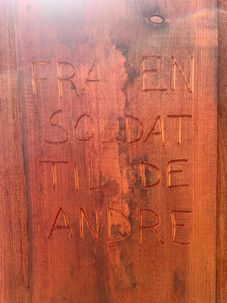 FRA EN
SOLDAT
TIL DE
ANDRE